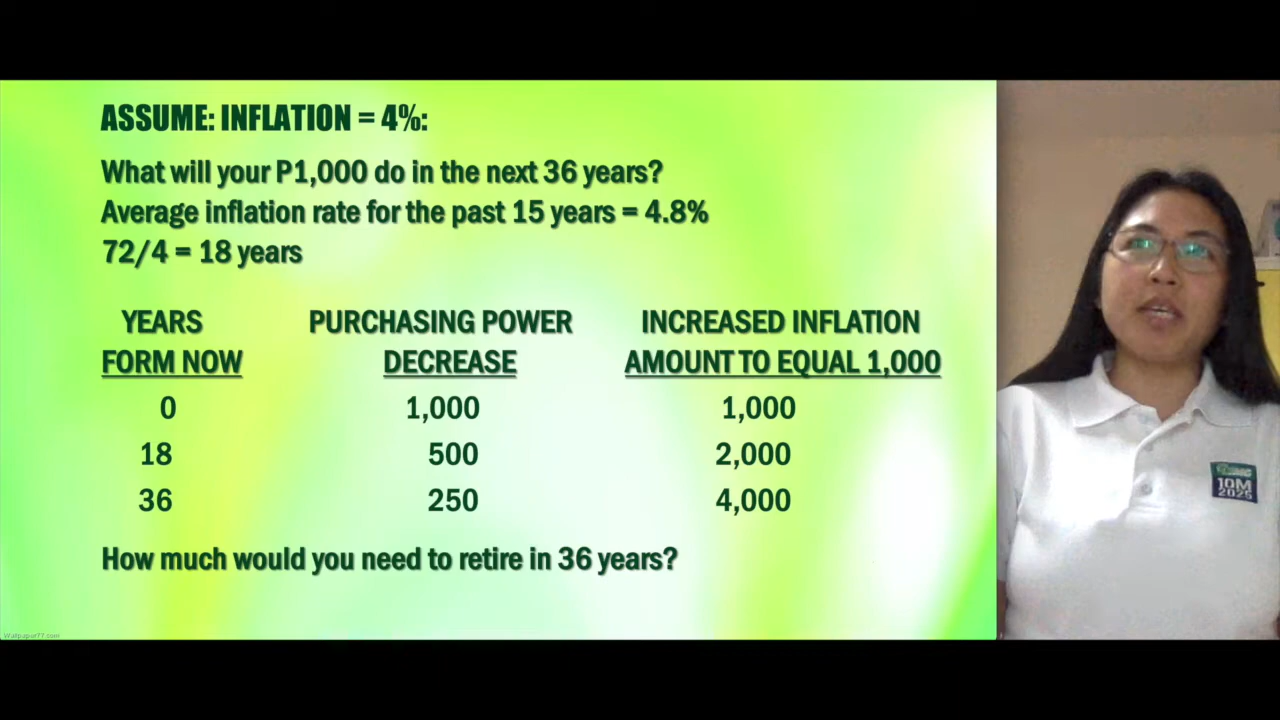 ASSUME: INFLATION = 4%:
What will your P1,000 do in the next 36 years?
Average inflation rate for the past 15 years = 4.8%
72/4 = 18 years
YEARS PURCHASING POWER INCREASED INFLATION
FORM NOW DECREASE AMOUNT TO EQUAL 1,000
0 1,000 1,000
18 500 2,000
36 250 4,000
How much would you need to retire in 36 years?
Wallpapur77.com
10M
2025